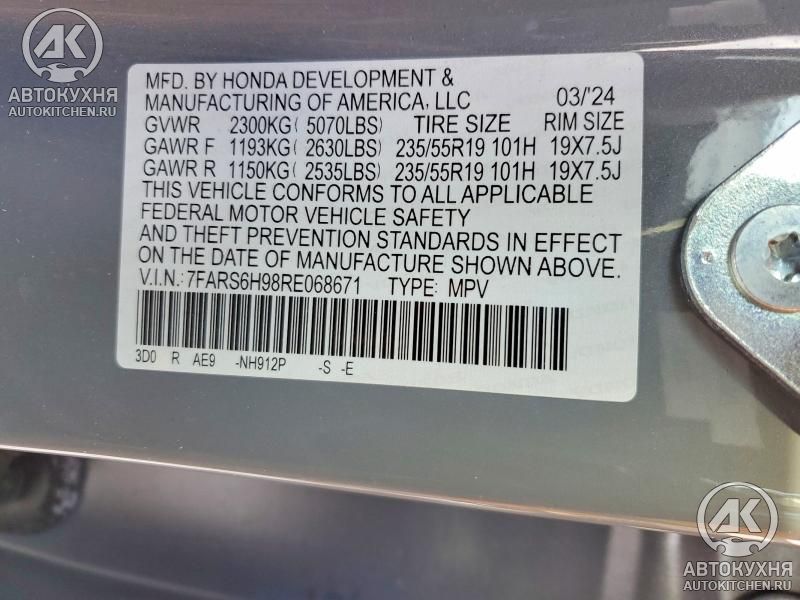 AK
АВТОКУХНЯ
AUTOKITCHEN.RU
MFD. BY HONDA DEVELOPMENT &
MANUFACTURING OF AMERICA, LLC 03/'24
GVWR 2300KG( 5070LBS) TIRE SIZE RIM SIZE
GAWR F 1193KG( 2630LBS) 235/55R19 101H 19X7.5J
GAWR R 1150KG( 2535LBS) 235/55R19 101H 19X7.5J
THIS VEHICLE CONFORMS TO ALL APPLICABLE
FEDERAL MOTOR VEHICLE SAFETY
AND THEFT PREVENTION STANDARDS IN EFFECT
ON THE DATE OF MANUFACTURE SHOWN ABOVE.
V.I.N.: 7FARS6H98RE068671 TYPE: MPV
3D0 R AE9 -NH912P -S -E
AK
АВТОКУХНЯ
AUTOKITCHEN.RU